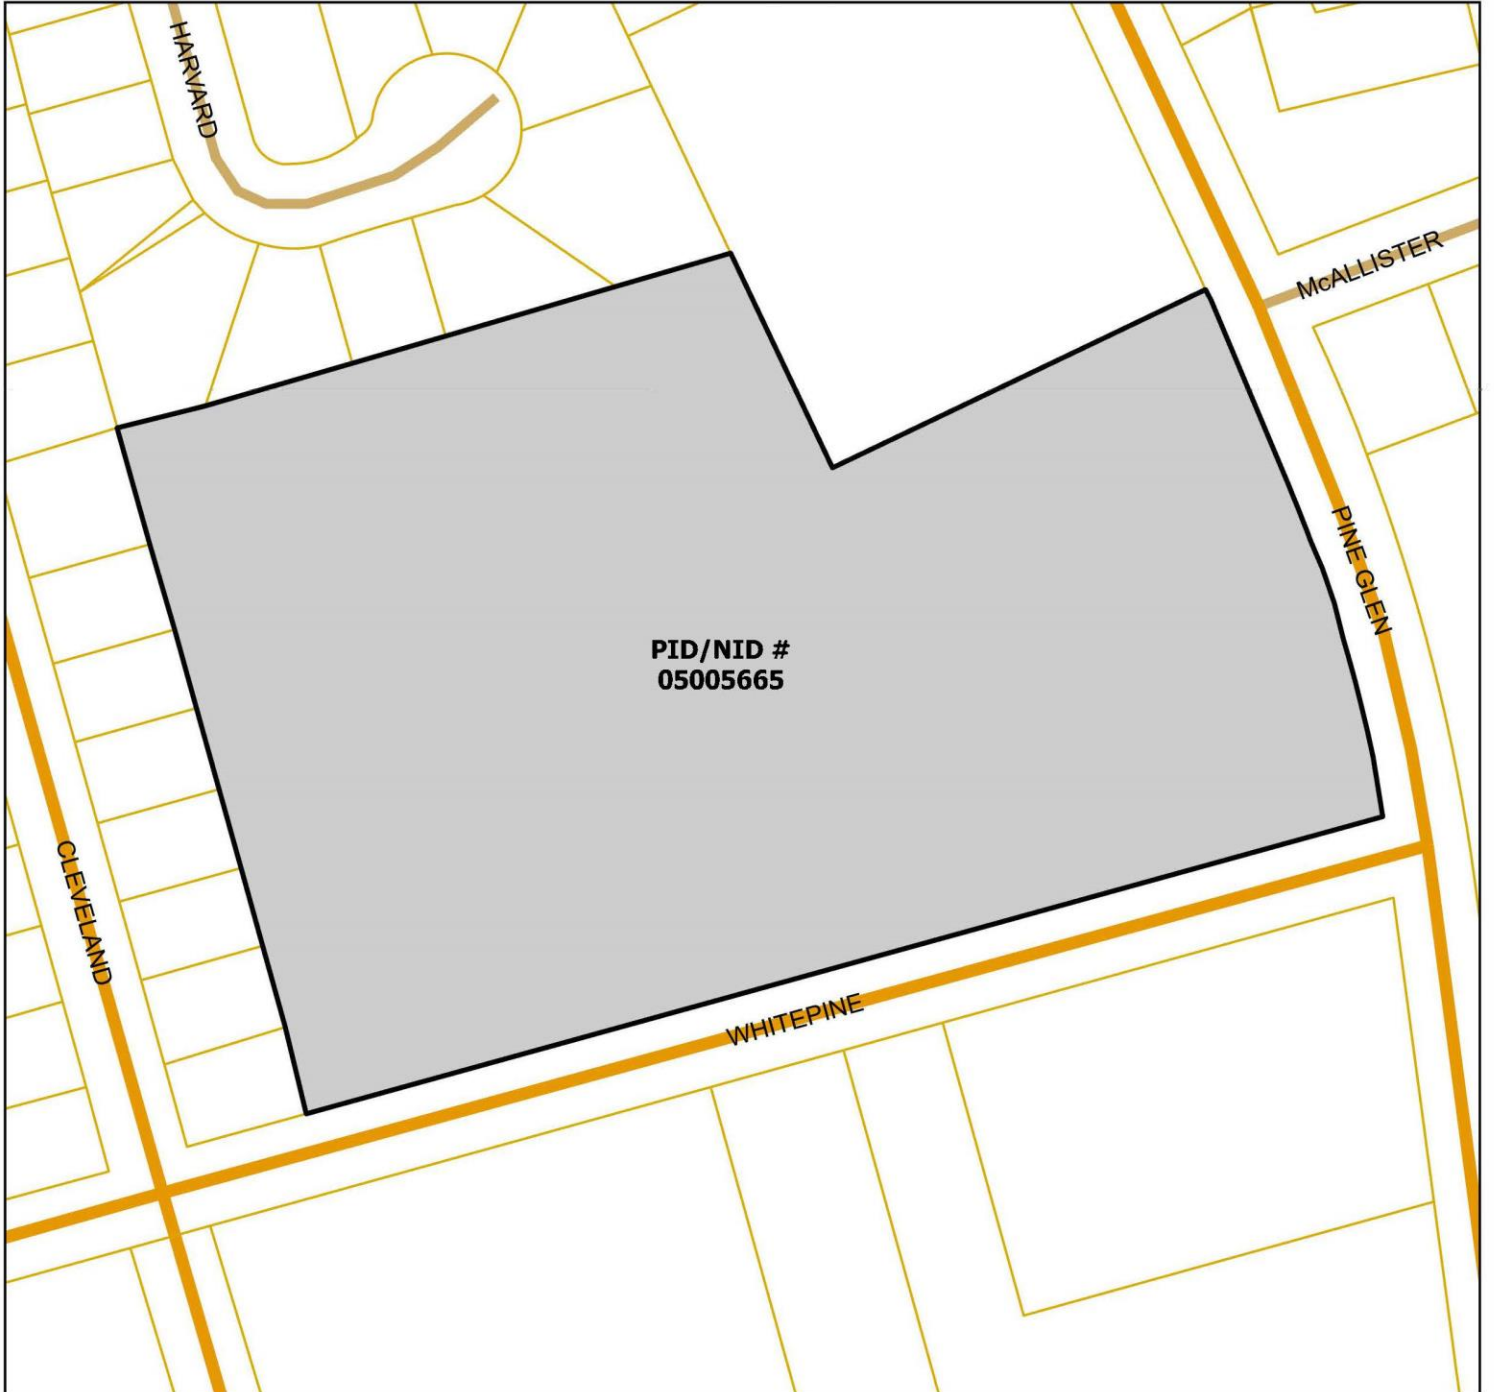 HARVARD
McALLISTER
PINE GLEN
PID/NID #
05005665
CLEVELAND
WHITEPINE